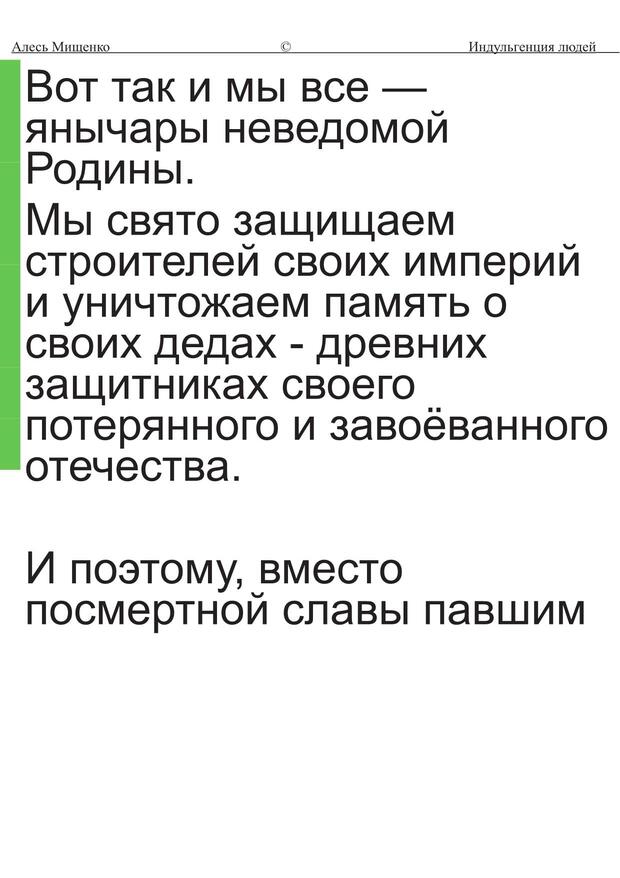 Алесь Мищенко © Индульгенция людей
Вот так и мы все —
янычары неведомой
Родины.
Мы свято защищаем
строителей своих империй
и уничтожаем память о
своих дедах - древних
защитниках своего
потерянного и завоёванного
отечества.
И поэтому, вместо
посмертной славы павшим